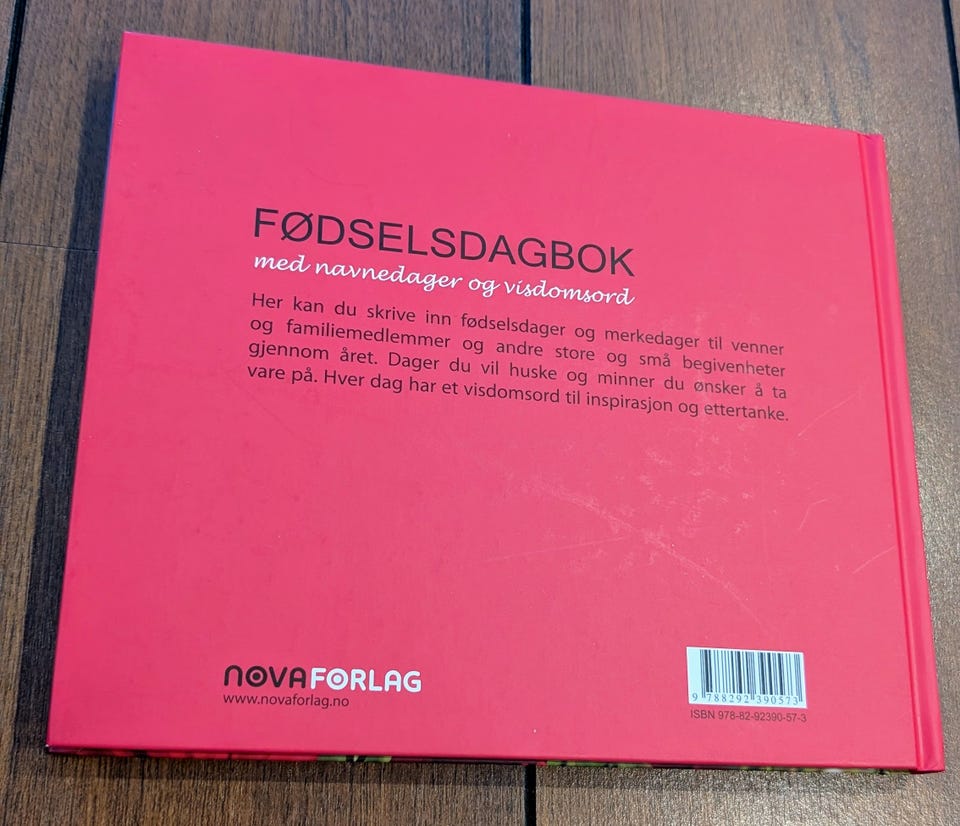 FØDSELSDAGBOK
med navnedager og visdomsord
Her kan du skrive inn fødselsdager og merkedager til venner
og familiemedlemmer og andre store og små begivenheter
gjennom året. Dager du vil huske og minner du ønsker å ta
vare på. Hver dag har et visdomsord til inspirasjon og ettertanke.
NOVAFORLAG
www.novaforlag.no
9 788292 390573
ISBN 978-82-92390-57-3